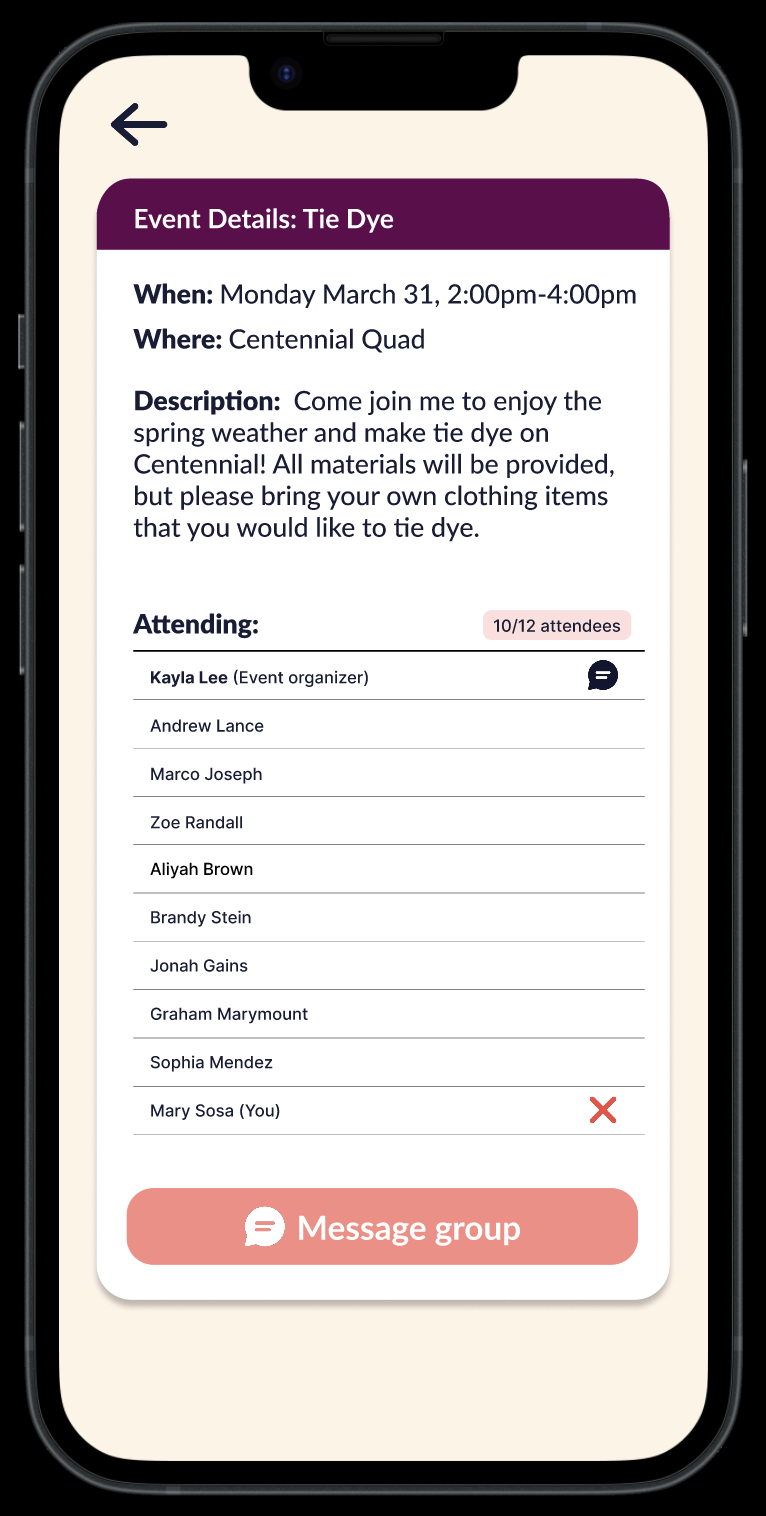 Event Details: Tie Dye
When: Monday March 31, 2:00pm-4:00pm
Where: Centennial Quad
Description: Come join me to enjoy the
spring weather and make tie dye on
Centennial! All materials will be provided,
but please bring your own clothing items
that you would like to tie dye.
Attending:
10/12 attendees
Kayla Lee (Event organizer)
Andrew Lance
Marco Joseph
Zoe Randall
Aliyah Brown
Brandy Stein
Jonah Gains
Graham Marymount
Sophia Mendez
Mary Sosa (You)
Message group